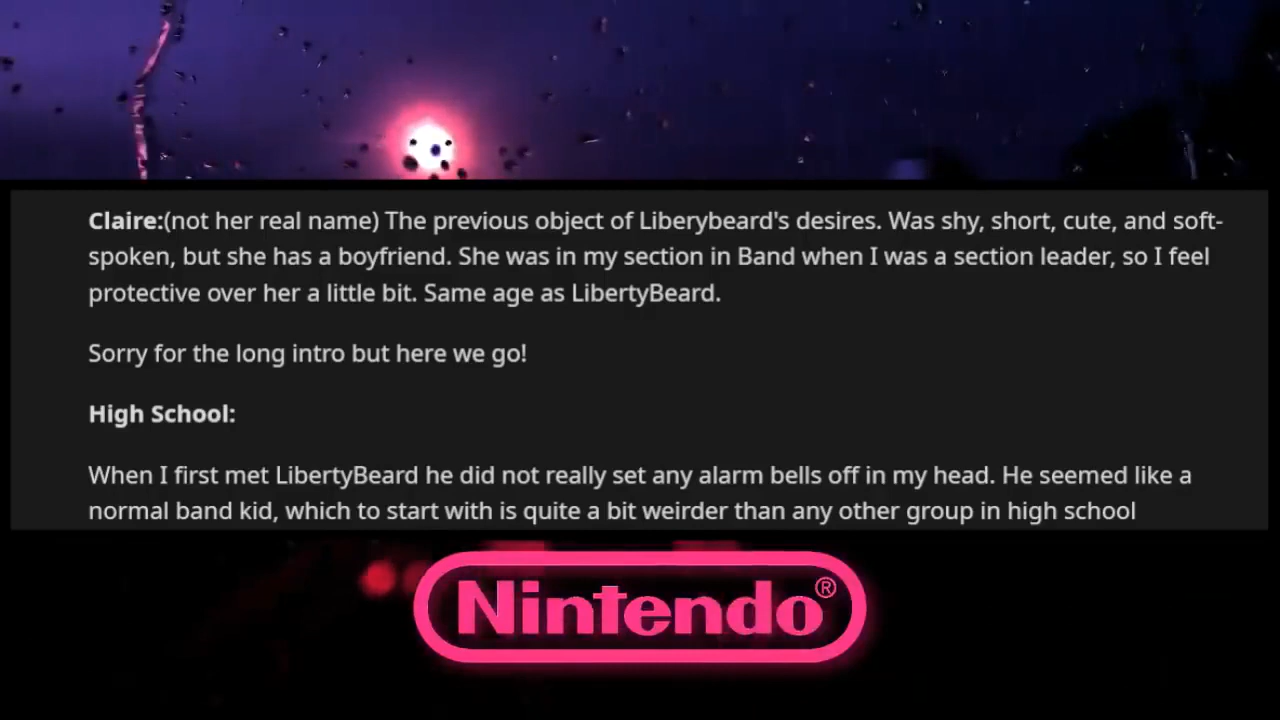 Claire:(not her real name) The previous object of Liberybeard's desires. Was shy, short, cute, and soft-
spoken, but she has a boyfriend. She was in my section in Band when I was a section leader, so I feel
protective over her a little bit. Same age as LibertyBeard.
Sorry for the long intro but here we go!
High School:
When I first met LibertyBeard he did not really set any alarm bells off in my head. He seemed like a
normal band kid, which to start with is quite a bit weirder than any other group in high school
Nintendo®